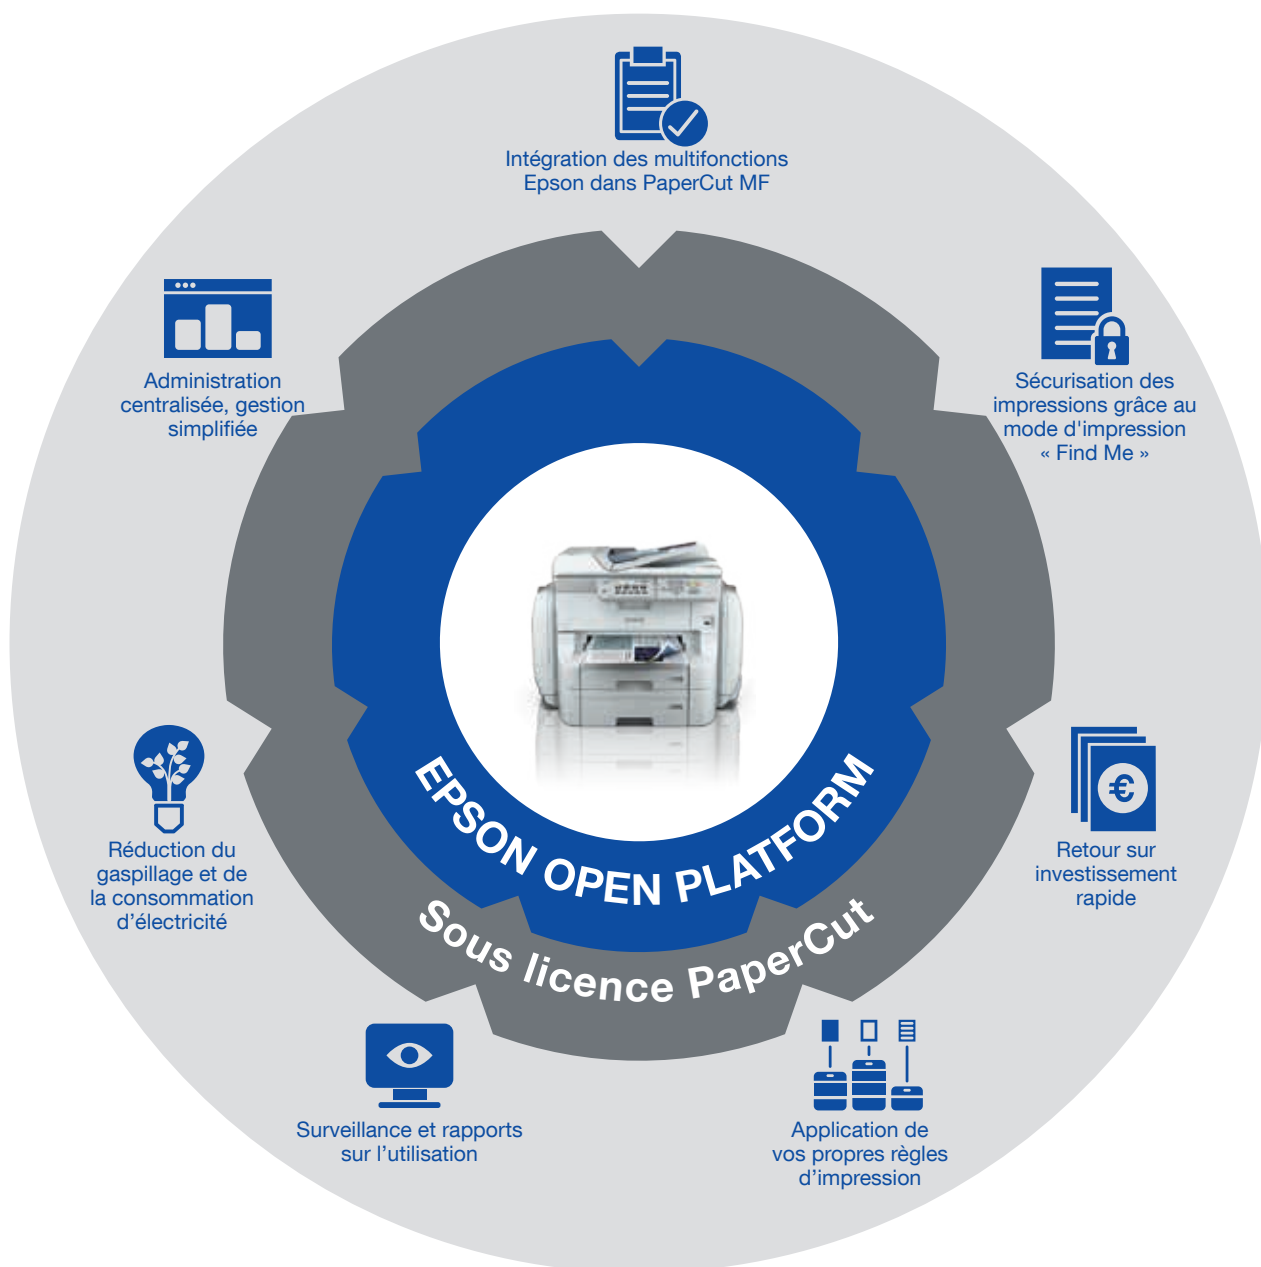 Intégration des multifonctions
Epson dans PaperCut MF
Administration
centralisée, gestion
simplifiée
Sécurisation des
impressions grâce au
mode d'impression
« Find Me »
EPSON OPEN PLATFORM
Sous licence PaperCut
Réduction du
gaspillage et de
la consommation
d’électricité
Retour sur
investissement
rapide
€
Surveillance et rapports
sur l’utilisation
Application de
vos propres règles
d’impression